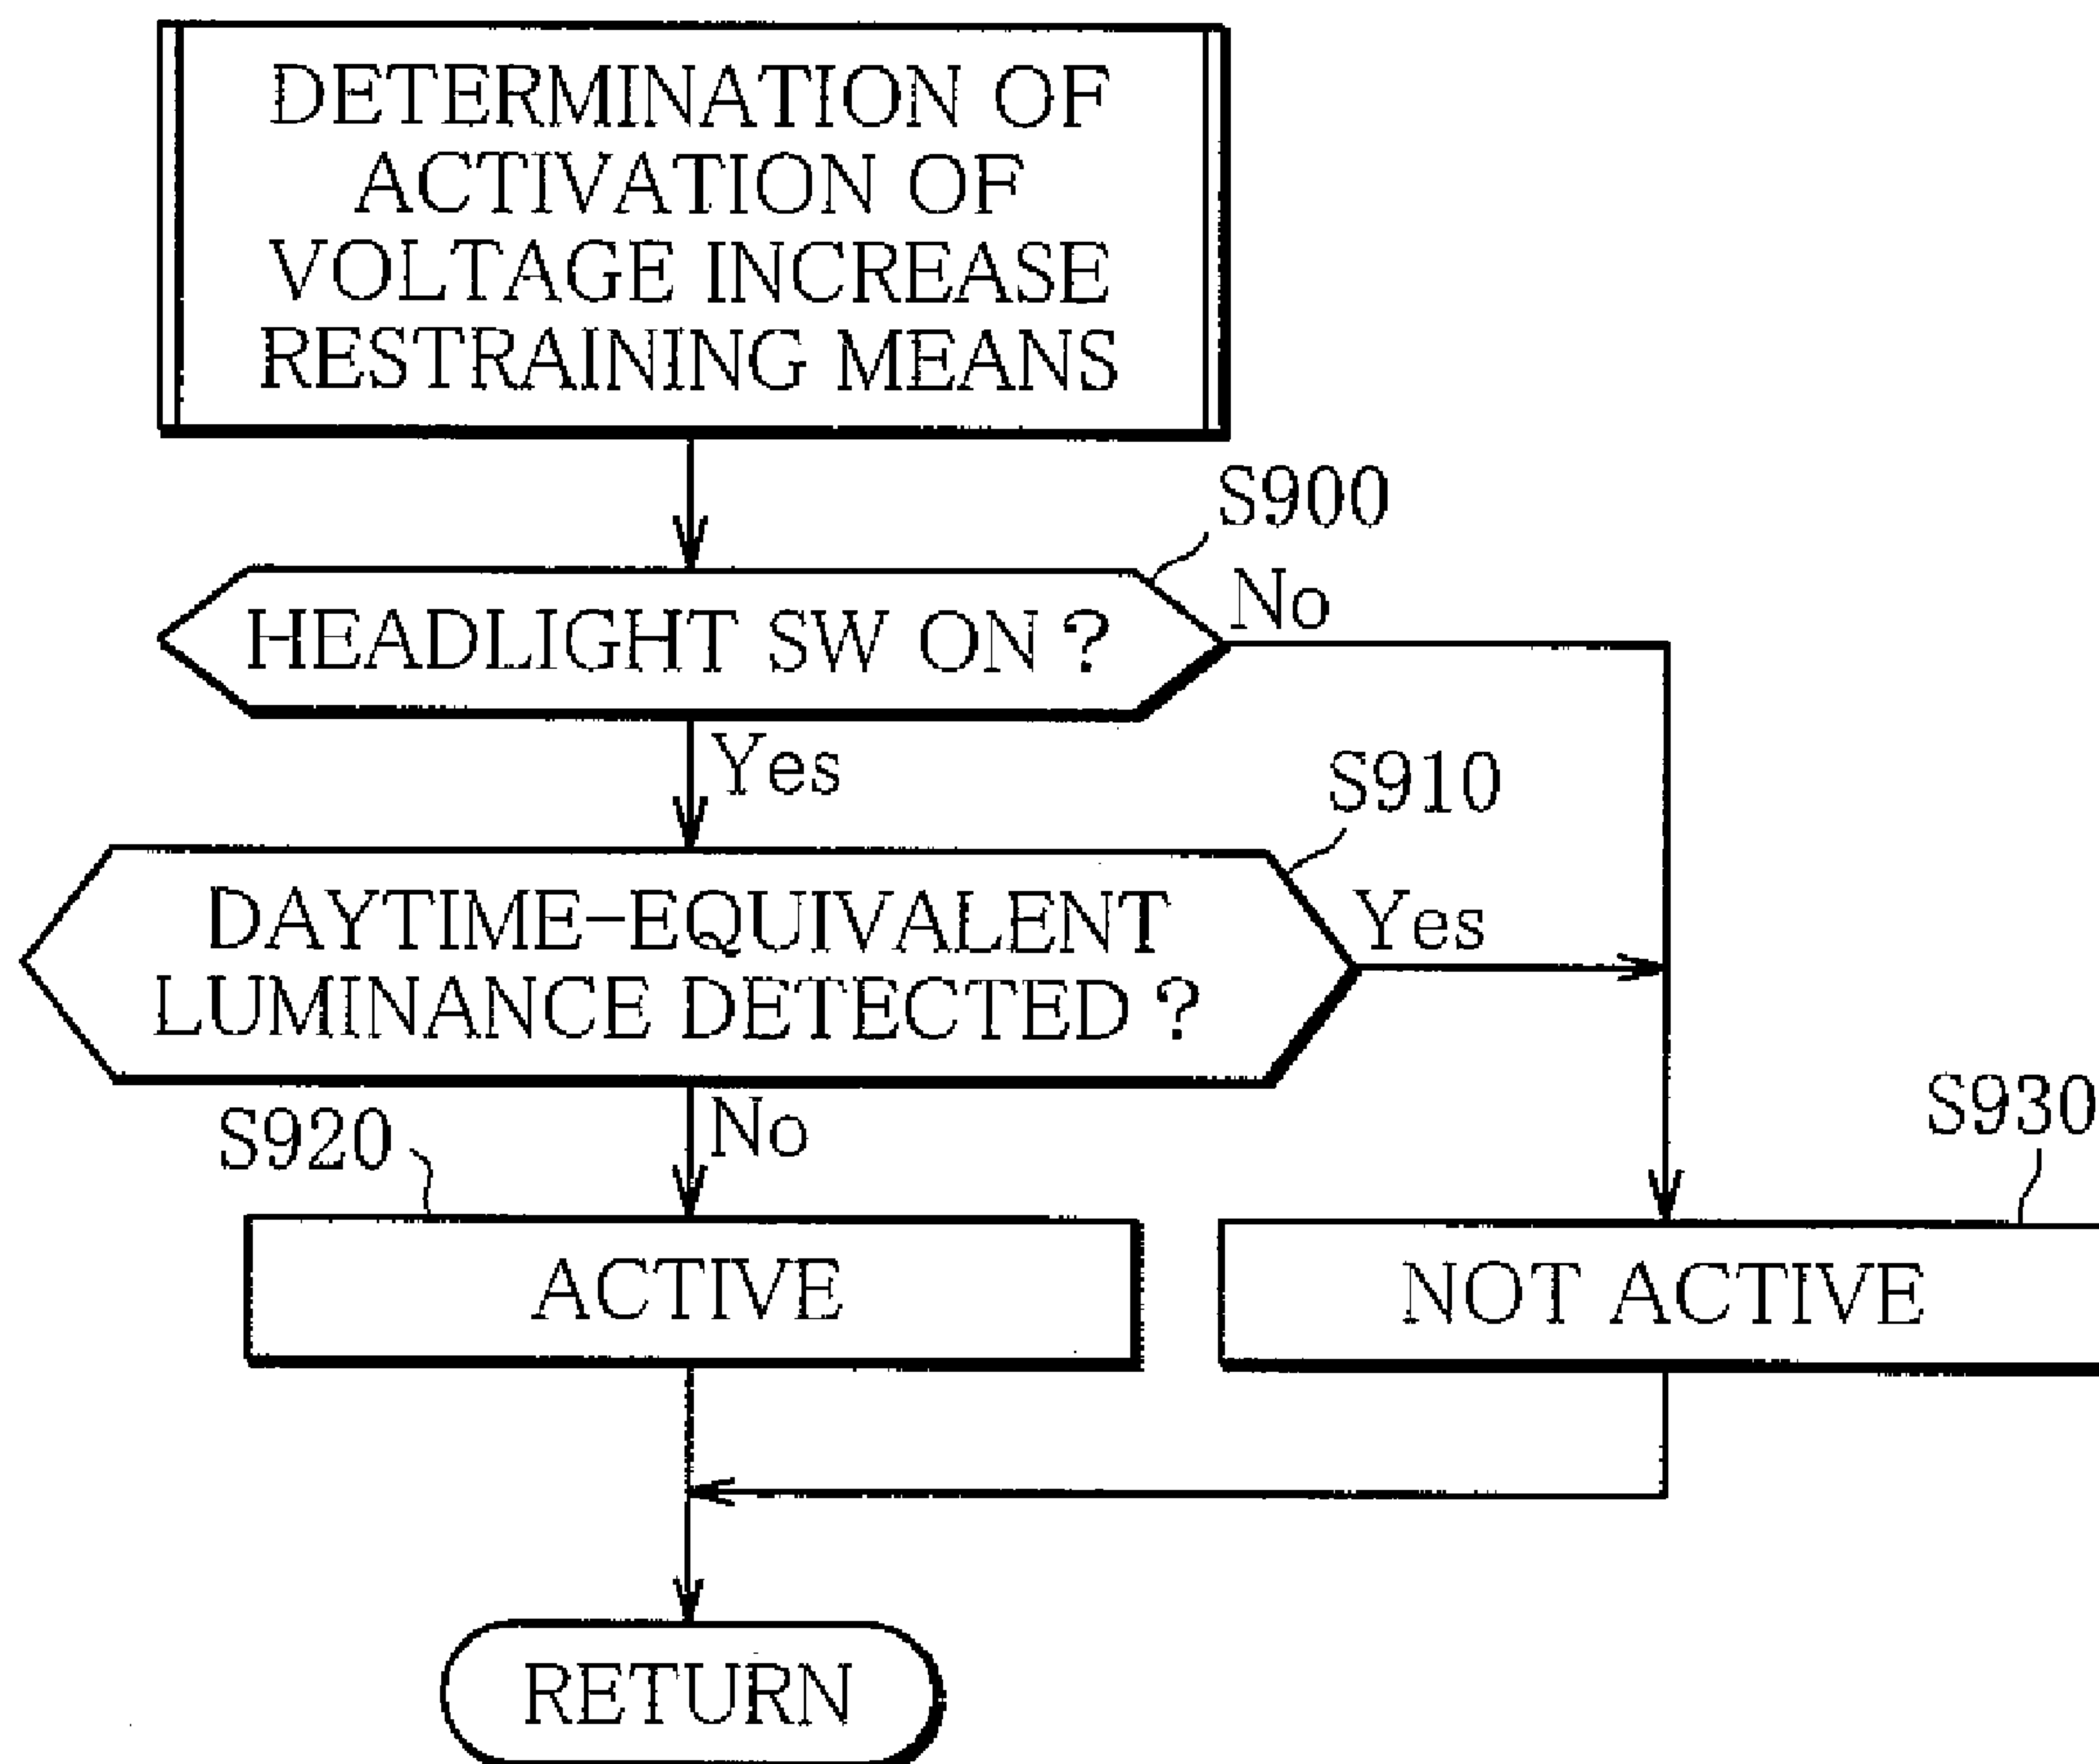 DETERMINATION OF
ACTIVATION OF
VOLTAGE INCREASE
RESTRAINING MEANS
S900
HEADLIGHT SW ON ?
No
Yes
S910
DAYTIME-EQUIVALENT
LUMINANCE DETECTED ?
Yes
No
S920
ACTIVE
S930
NOT ACTIVE
RETURN